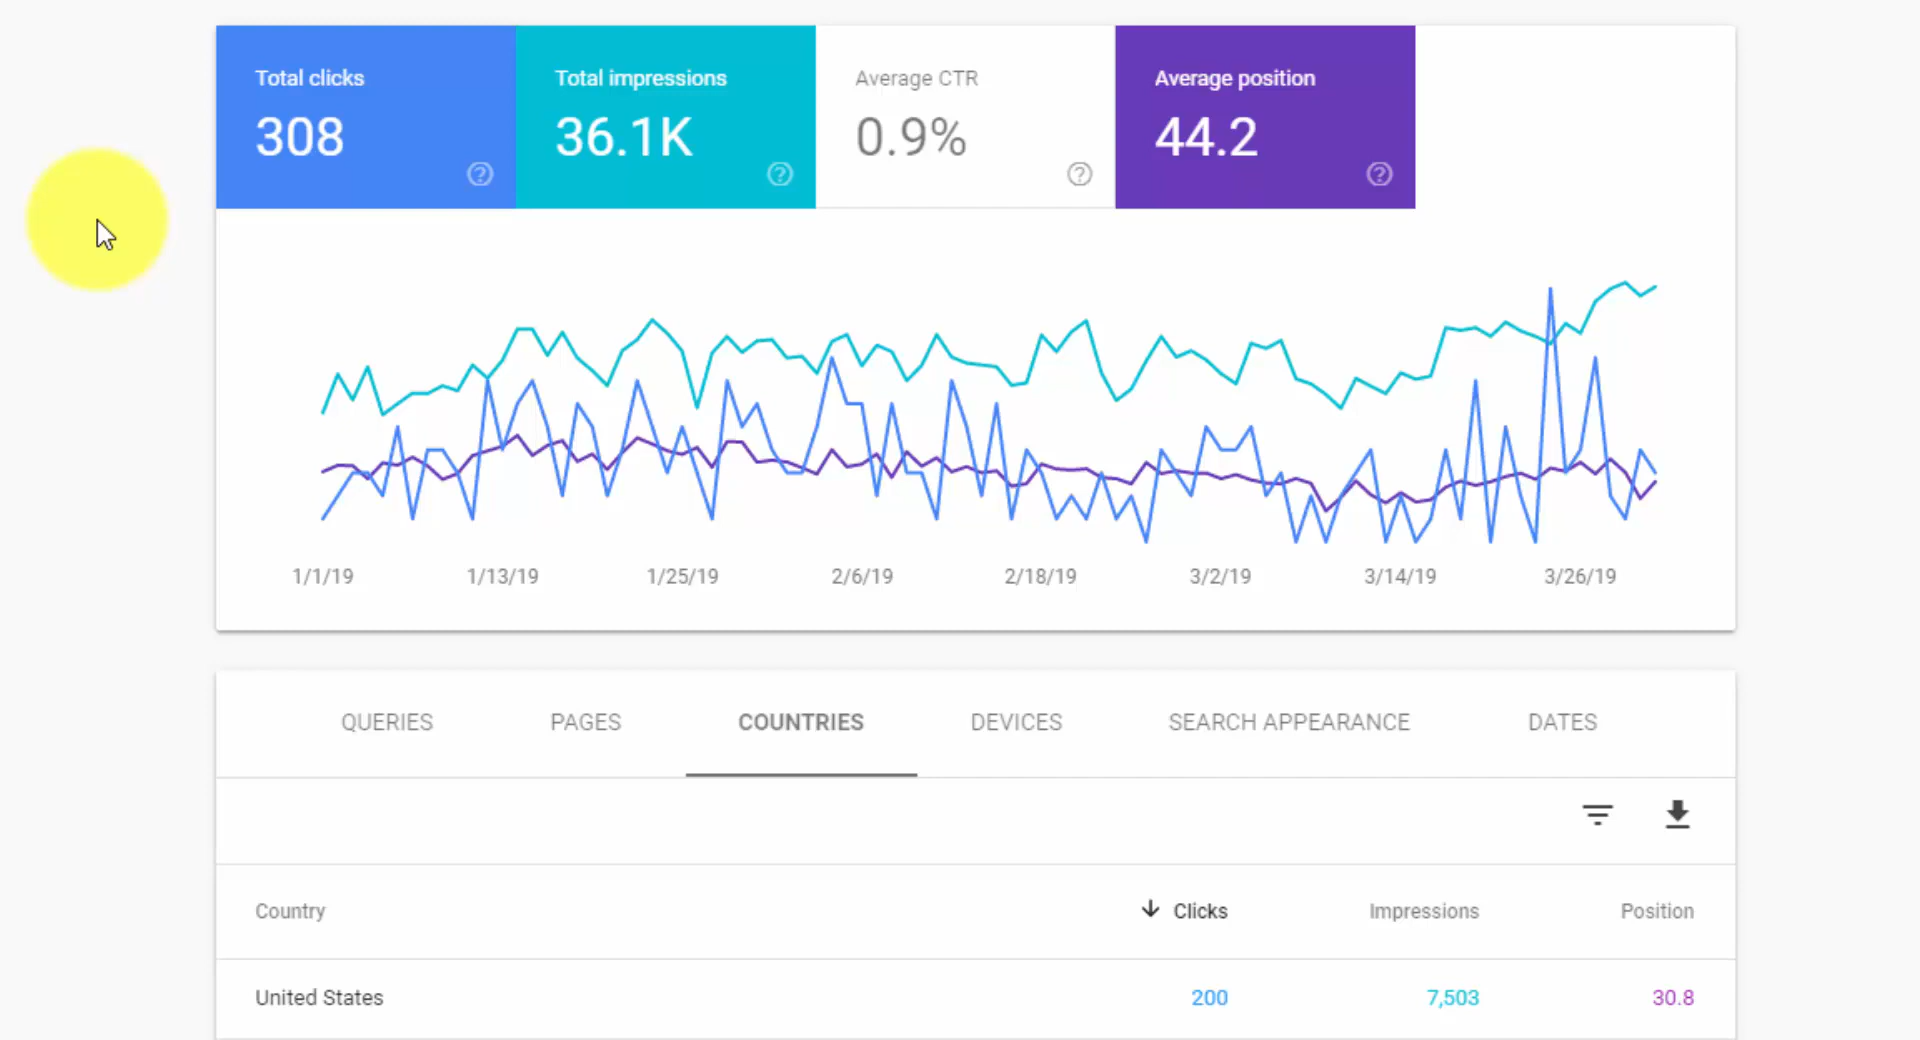 Total clicks
308
Total impressions
36.1K
Average CTR
0.9%
Average position
44.2
1/1/19 1/13/19 1/25/19 2/6/19 2/18/19 3/2/19 3/14/19 3/26/19
QUERIES PAGES COUNTRIES DEVICES SEARCH APPEARANCE DATES
Country Clicks Impressions Position
United States 200 7,503 30.8